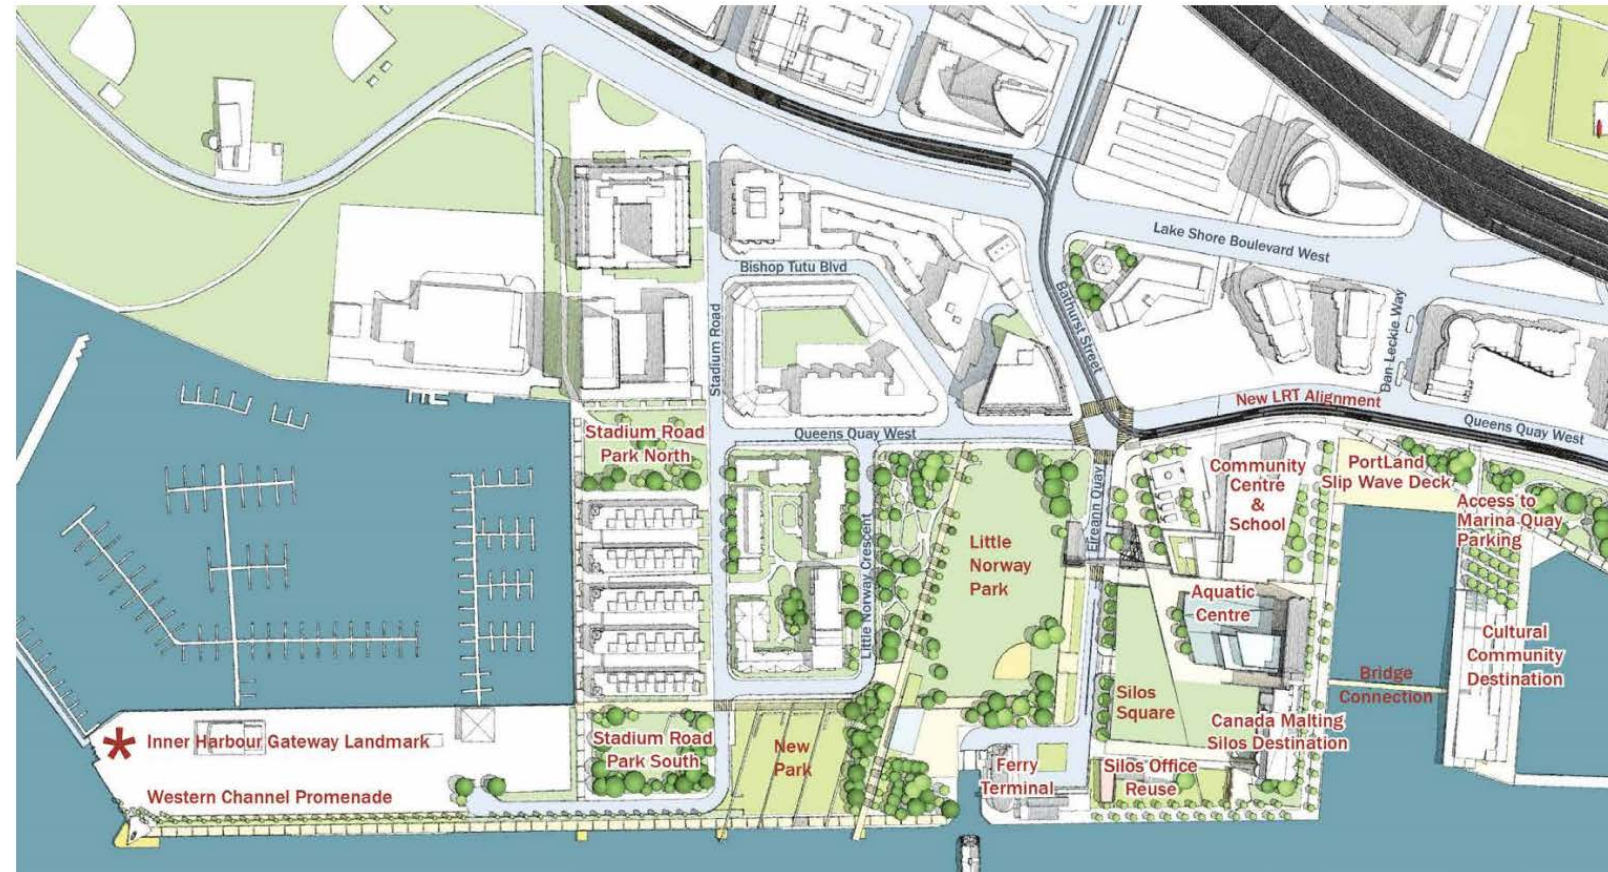 Lake Shore Boulevard West
Bishop Tutu Blvd
Stadium Road
Bathurst Street
Dan Leckie Way
New LRT Alignment
Queens Quay West
Queens Quay West
Stadium Road
Park North
Eireann Quay
Community
Centre
&
School
PortLand
Slip Wave Deck
Access to
Marina Quay
Parking
Little Norway Crescent
Little
Norway
Park
Aquatic
Centre
Cultural
Community
Destination
Bridge
Connection
Silos
Square
Canada Malting
Silos Destination
* Inner Harbour Gateway Landmark
Stadium Road
Park South
New
Park
Ferry
Terminal
Silos Office
Reuse
Western Channel Promenade